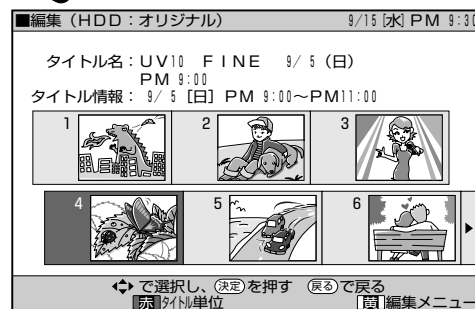 ■編集(HDD:オリジナル) 9/15[水]PM 9:30
タイトル名:UV10 FINE 9/ 5(日)
PM 9:00
タイトル情報: 9/ 5 [日] PM 9:00~PM11:00
1 2 3
4 5 6
で選択し、決定を押す 戻るで戻る
赤 タイトル単位 黄 編集メニュー